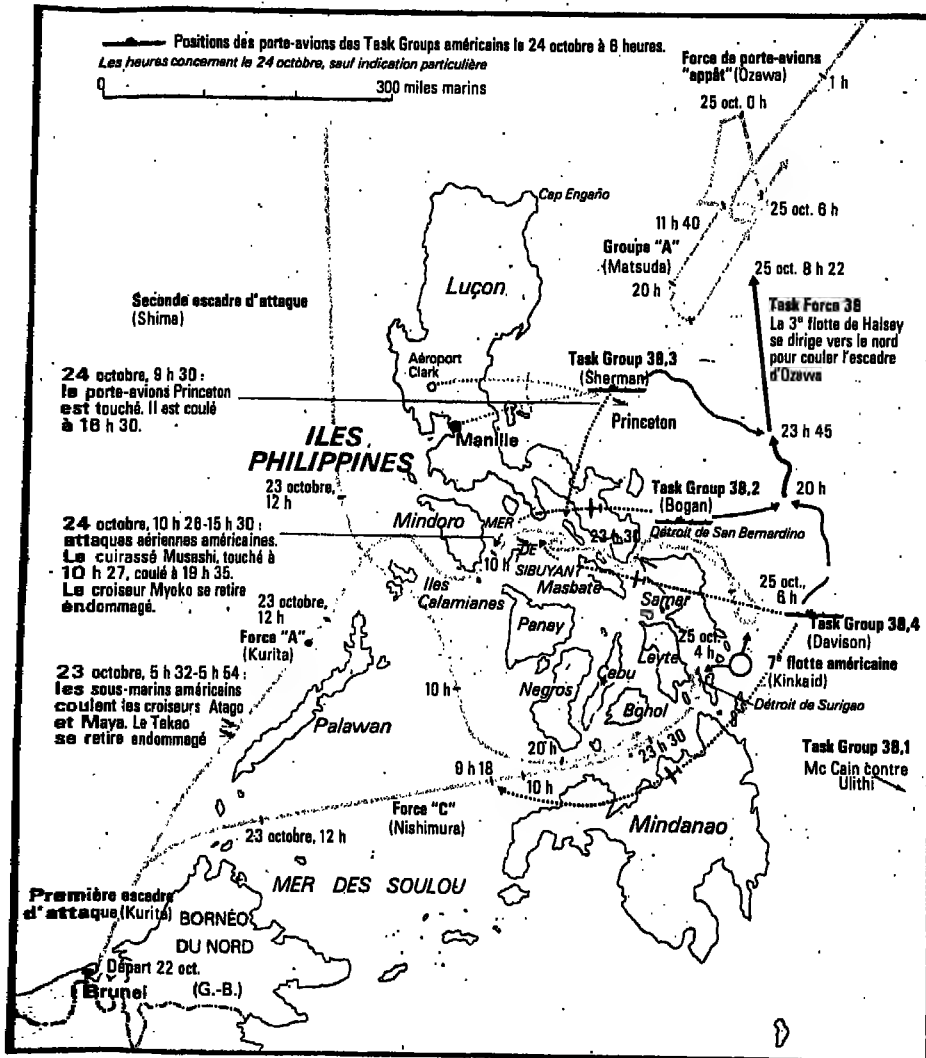 Positions des porte-avions des Task Groups américains le 24 octobre à 6 heures.
Les heures concernent le 24 octobre, sauf indication particulière
0 300 miles marins
Force de porte-avions
"appât" (Ozawa)
25 oct. 0 h
1 h
Cap Engaño
11 h 40
25 oct. 6 h
Groupe "A"
(Matsuda)
20 h
25 oct. 8 h 22
Luçon
Seconde escadre d'attaque
(Shima)
Task Force 38
La 3e flotte de Halsey
se dirige vers le nord
pour couler l'escadre
d'Ozawa
Aéroport
Clark
Task Group 38,3
(Sherman)
24 octobre, 9 h 30 :
le porte-avions Princeton
est touché. Il est coulé
à 16 h 30.
Princeton
Manille
23 h 45
ILES
PHILIPPINES
23 octobre,
12 h
Task Group 38,2
(Bogan)
20 h
Mindoro
MER
DE
SIBUYANT
23 h 30
Détroit de San Bernardino
24 octobre, 10 h 26-15 h 30 :
attaques aériennes américaines.
Le cuirassé Musashi, touché à
10 h 27, coulé à 19 h 35.
Le croiseur Myoko se retire
endommagé.
10 h
Masbate
Iles
Calamianes
Samar
25 oct.,
6 h
23 octobre,
12 h
Force "A"
(Kurita)
Panay
Task Group 38,4
(Davison)
25 oct.
4 h
Leyte
7e flotte américaine
(Kinkaid)
23 octobre, 5 h 32-5 h 54 :
les sous-marins américains
coulent les croiseurs Atago
et Maya. Le Takao
se retire endommagé
Negros
Cebu
10 h
Bohol
Détroit de Surigao
Palawan
20 h
23 h 30
9 h 18
10 h
Task Group 38,1
Mc Cain contre
Ulithi
Force "C"
(Nishimura)
23 octobre, 12 h
Mindanao
MER DES SOULOU
Première escadre
d'attaque (Kurita)
BORNÉO
DU NORD
(G.-B.)
Départ 22 oct.
Brunei